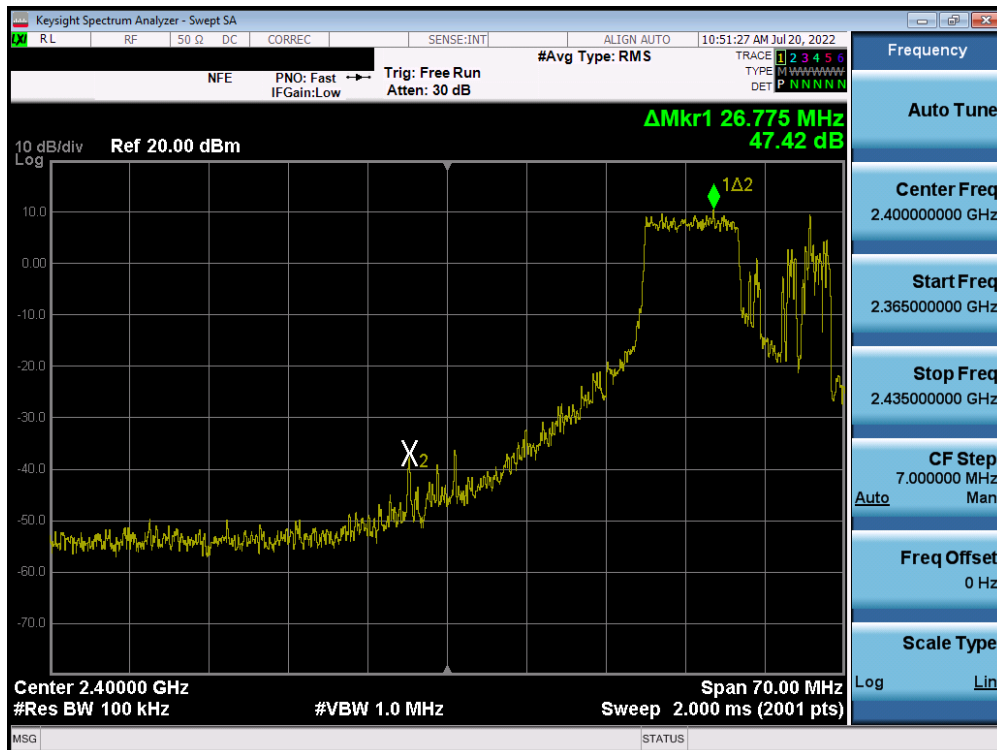 Keysight Spectrum Analyzer - Swept SA
LXI RL RF 50 Ω DC CORREC SENSE:INT ALIGN AUTO 10:51:27 AM Jul 20, 2022
NFE PNO: Fast Trig: Free Run #Avg Type: RMS TRACE 1 2 3 4 5 6
IFGain:Low Atten: 30 dB TYPE M WWWWW
DET P N N N N N
ΔMkr1 26.775 MHz
47.42 dB
10 dB/div Ref 20.00 dBm
Log
1Δ2
10.0
0.00
-10.0
-20.0
-30.0
X2
-40.0
-50.0
-60.0
-70.0
Center 2.40000 GHz Span 70.00 MHz
#Res BW 100 kHz #VBW 1.0 MHz Sweep 2.000 ms (2001 pts)
MSG STATUS
Frequency
Auto Tune
Center Freq
2.400000000 GHz
Start Freq
2.365000000 GHz
Stop Freq
2.435000000 GHz
CF Step
7.000000 MHz
Auto Man
Freq Offset
0 Hz
Scale Type
Log Lin